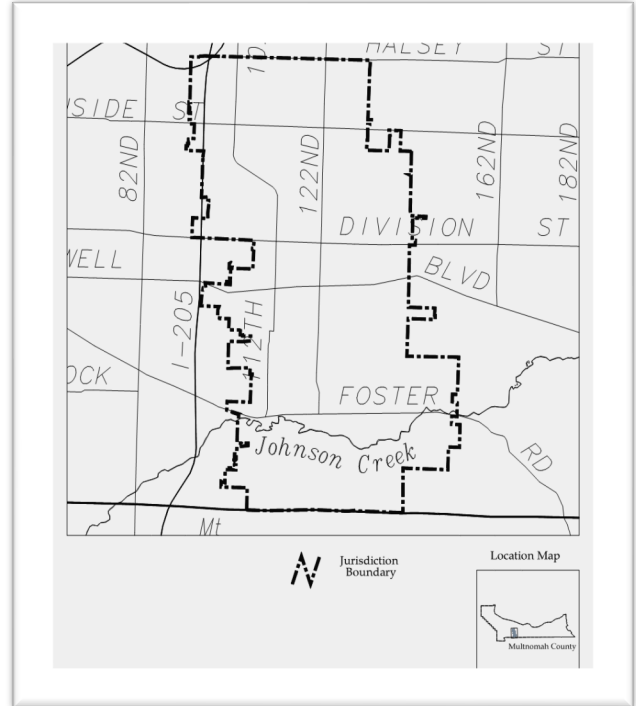 HALSEY ST
10
SIDE ST
82ND
122ND
162ND
182ND
DIVISION ST
WELL
BLVD
I-205
112TH
OCK
FOSTER
RD
Johnson Creek
Mt
Jurisdiction
Boundary
Location Map
Multnomah County